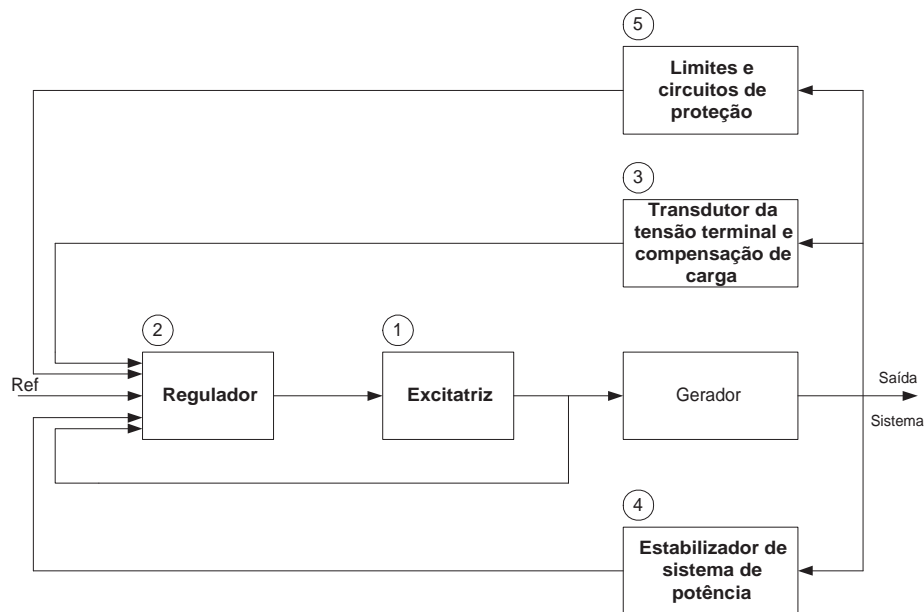 5
Limites e
circuitos de
proteção
3
Transdutor da
tensão terminal e
compensação de
carga
2
1
Ref
Regulador
Excitatriz
Gerador
Saída
Sistema
4
Estabilizador de
sistema de
potência